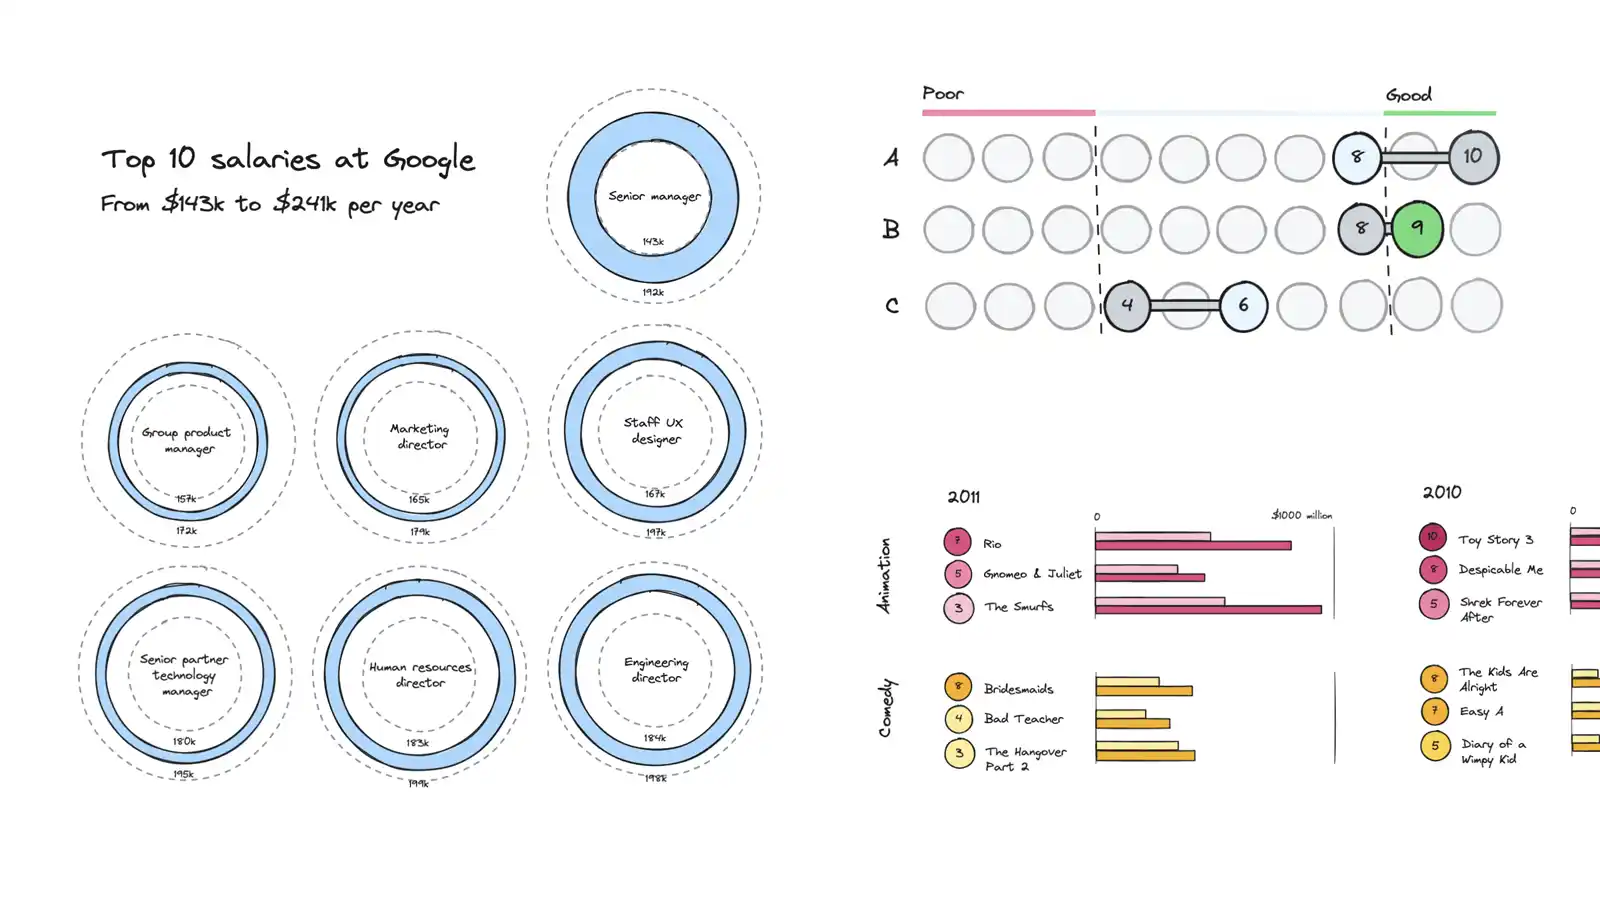 Top 10 salaries at Google
From $143k to $241k per year
Senior manager
143k
192k
Group product
manager
157k
172k
Marketing
director
165k
179k
Staff UX
designer
167k
197k
Senior partner
technology
manager
180k
195k
Human resources
director
183k
199k
Engineering
director
184k
198k
Poor
Good
A
8
10
B
8
9
C
4
6
2011
0
$1000 million
Animation
7
Rio
5
Gnomeo & Juliet
3
The Smurfs
Comedy
8
Bridesmaids
4
Bad Teacher
3
The Hangover
Part 2
2010
0
10
Toy Story 3
8
Despicable Me
5
Shrek Forever
After
8
The Kids Are
Alright
7
Easy A
5
Diary of a
Wimpy Kid